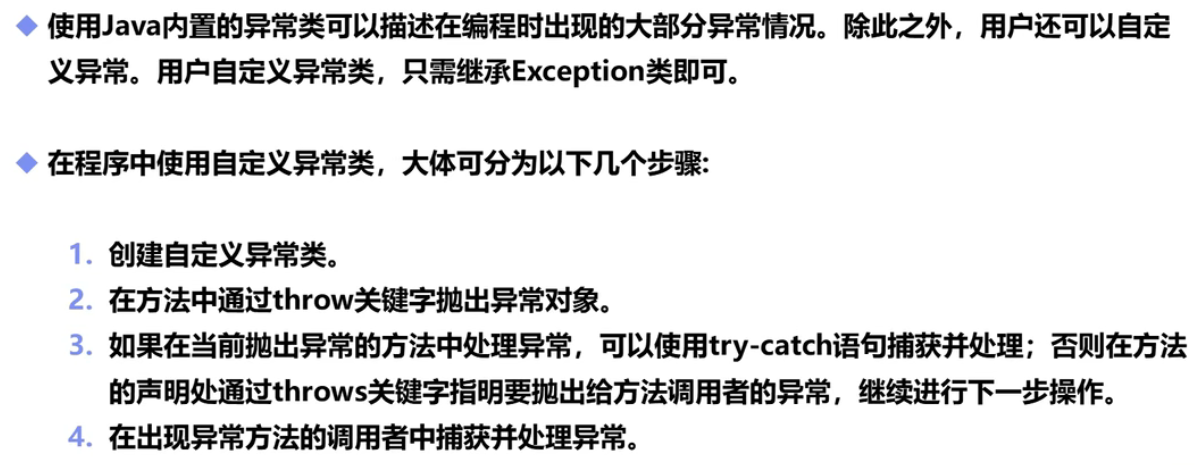 ◆ 使用Java内置的异常类可以描述在编程时出现的大部分异常情况。除此之外，用户还可以自定
义异常。用户自定义异常类，只需继承Exception类即可。
◆ 在程序中使用自定义异常类，大体可分为以下几个步骤:
1. 创建自定义异常类。
2. 在方法中通过throw关键字抛出异常对象。
3. 如果在当前抛出异常的方法中处理异常，可以使用try-catch语句捕获并处理；否则在方法
的声明处通过throws关键字指明要抛出给方法调用者的异常，继续进行下一步操作。
4. 在出现异常方法的调用者中捕获并处理异常。